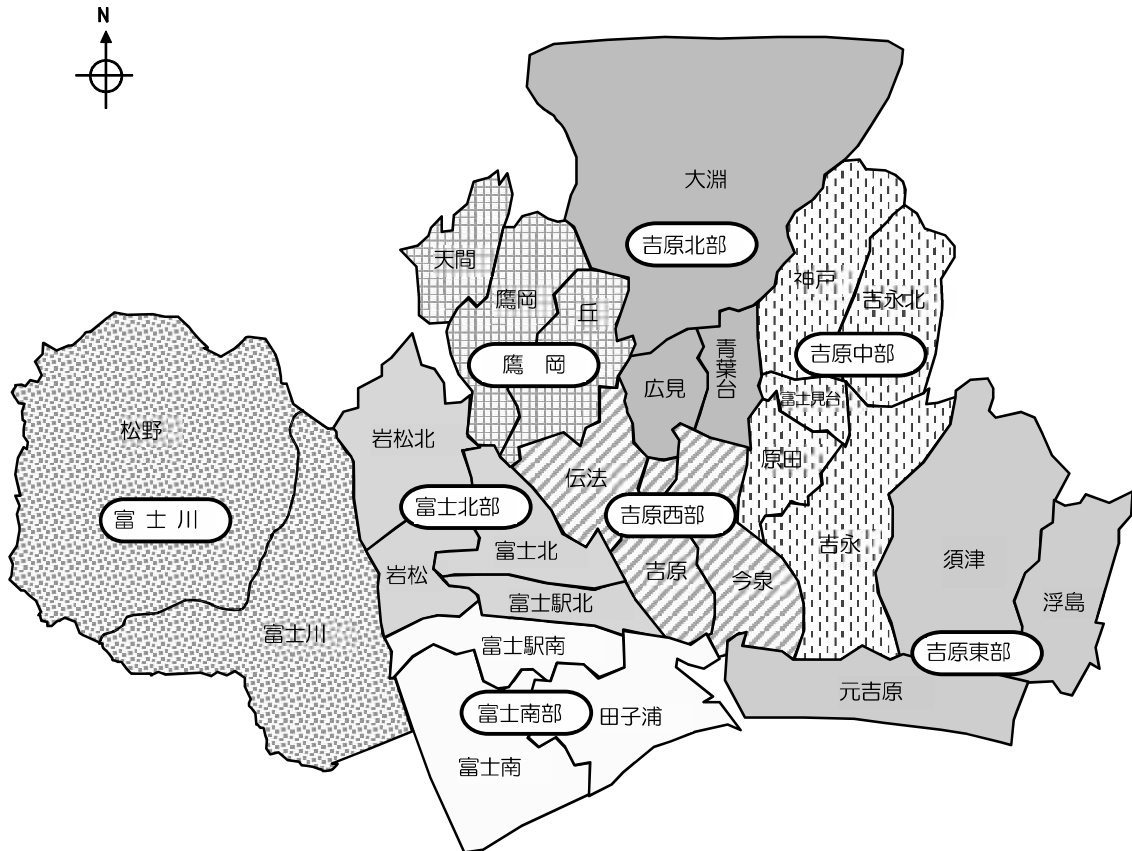 N
大淵
吉原北部
天間
神戸
鷹岡
丘
吉永北
青葉台
吉原中部
鷹 岡
広見
富士見台
松野
岩松北
原田
伝法
富士北部
吉原西部
富 士 川
吉永
富士北
須津
岩松
吉原
今泉
富士駅北
浮島
富士川
富士駅南
吉原東部
元吉原
富士南部
田子浦
富士南